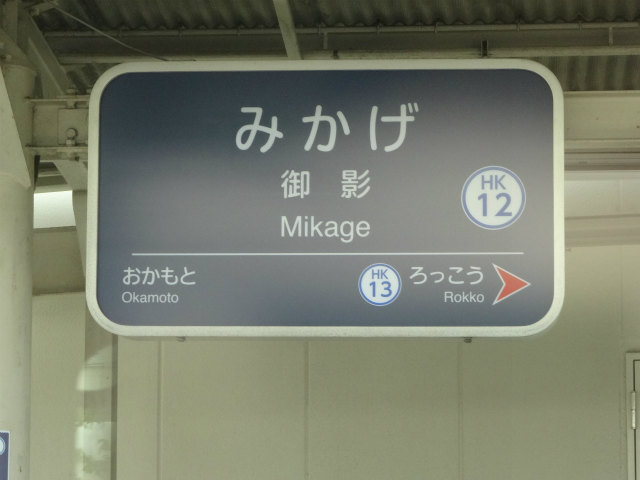 みかげ
御影
Mikage
HK
12
おかもと
Okamoto
HK
13
ろっこう
Rokko